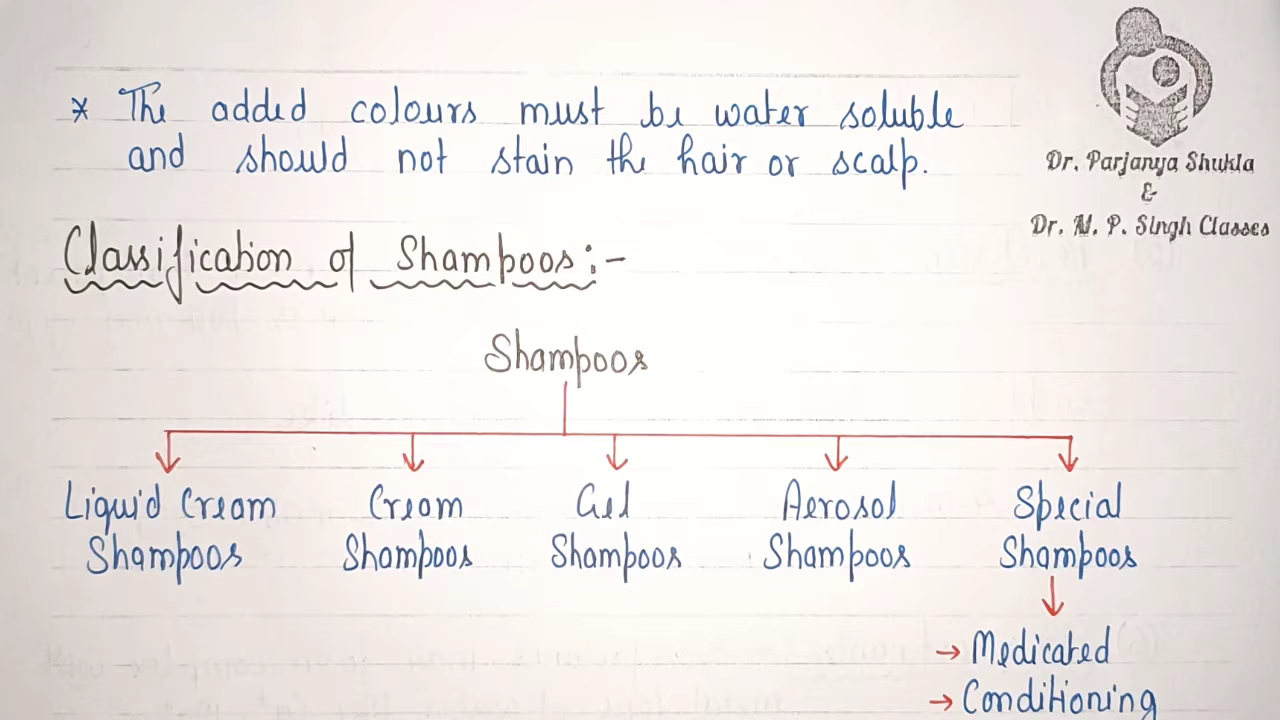 * The added colours must be water soluble
and should not stain the hair or scalp.
Dr. Parjanya Shukla
&
Dr. M. P. Singh Classes
Classification of Shampoos:-
Shampoos
Liquid Cream Shampoos
Cream Shampoos
Gel Shampoos
Aerosol Shampoos
Special Shampoos
→ Medicated
→ Conditioning